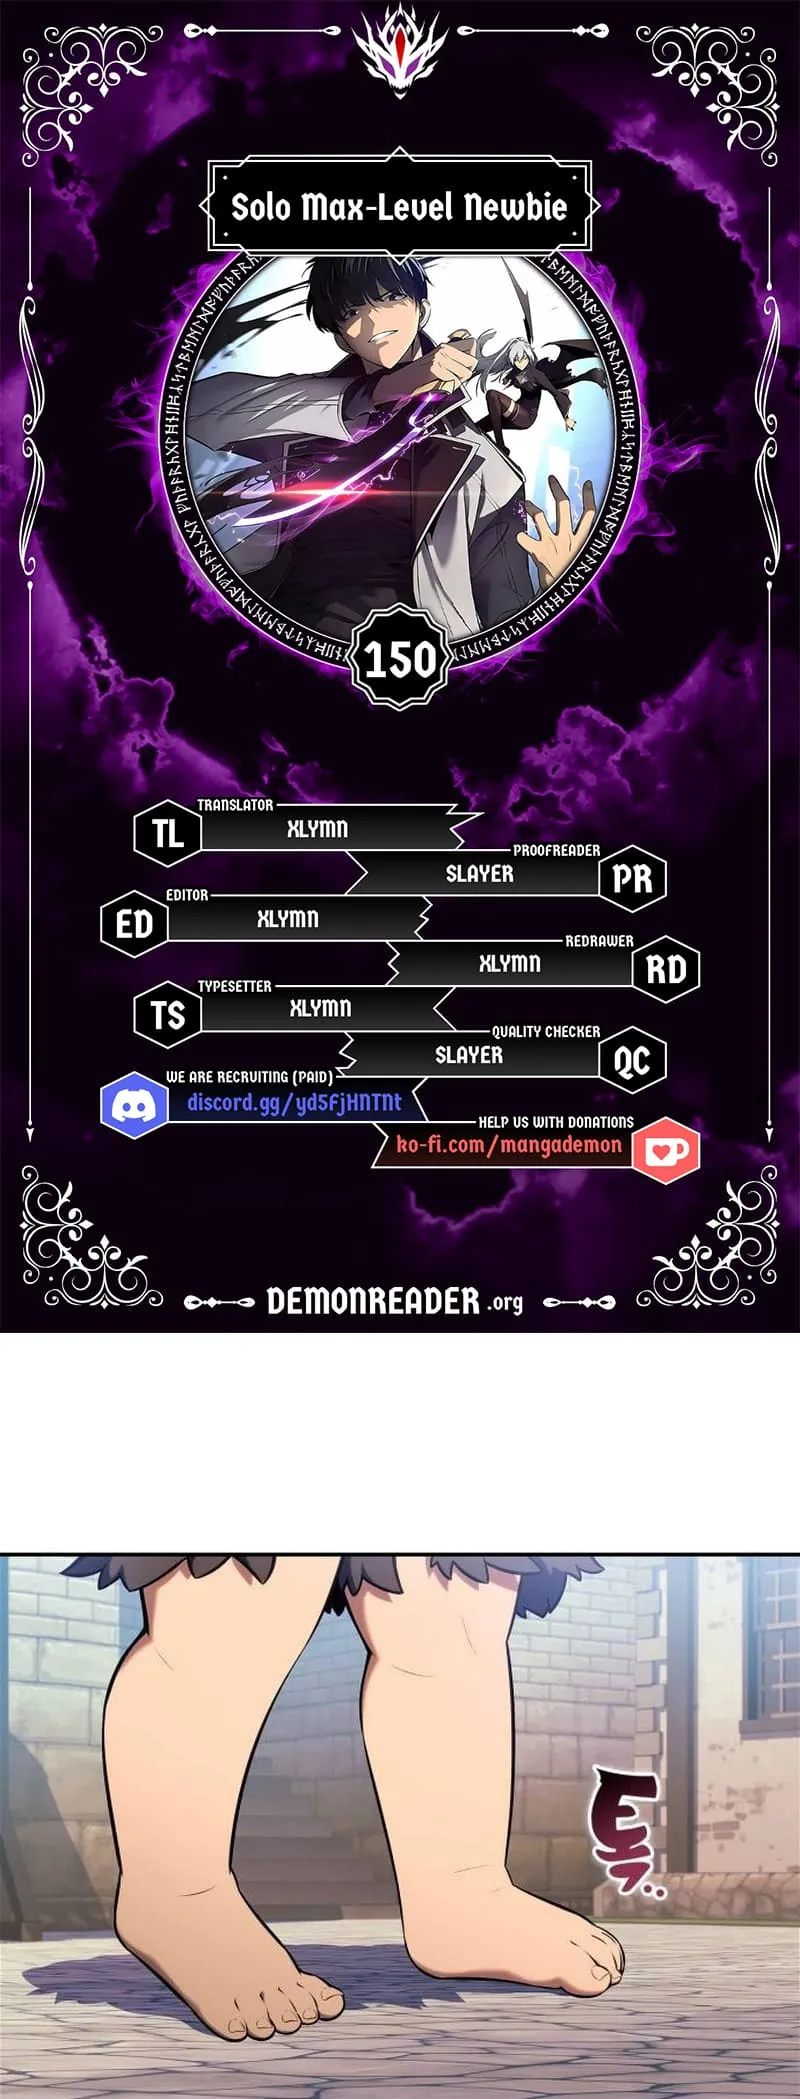 Solo Max-Level Newbie
150
TRANSLATOR
TL
XLYMN
PROOFREADER
SLAYER
PR
EDITOR
ED
XLYMN
REDRAWER
XLYMN
RD
TYPESETTER
TS
XLYMN
QUALITY CHECKER
SLAYER
QC
WE ARE RECRUITING (PAID)
discord.gg/yd5FjHNTNt
HELP US WITH DONATIONS
ko-fi.com/mangademon
DEMONREADER.org
톡..